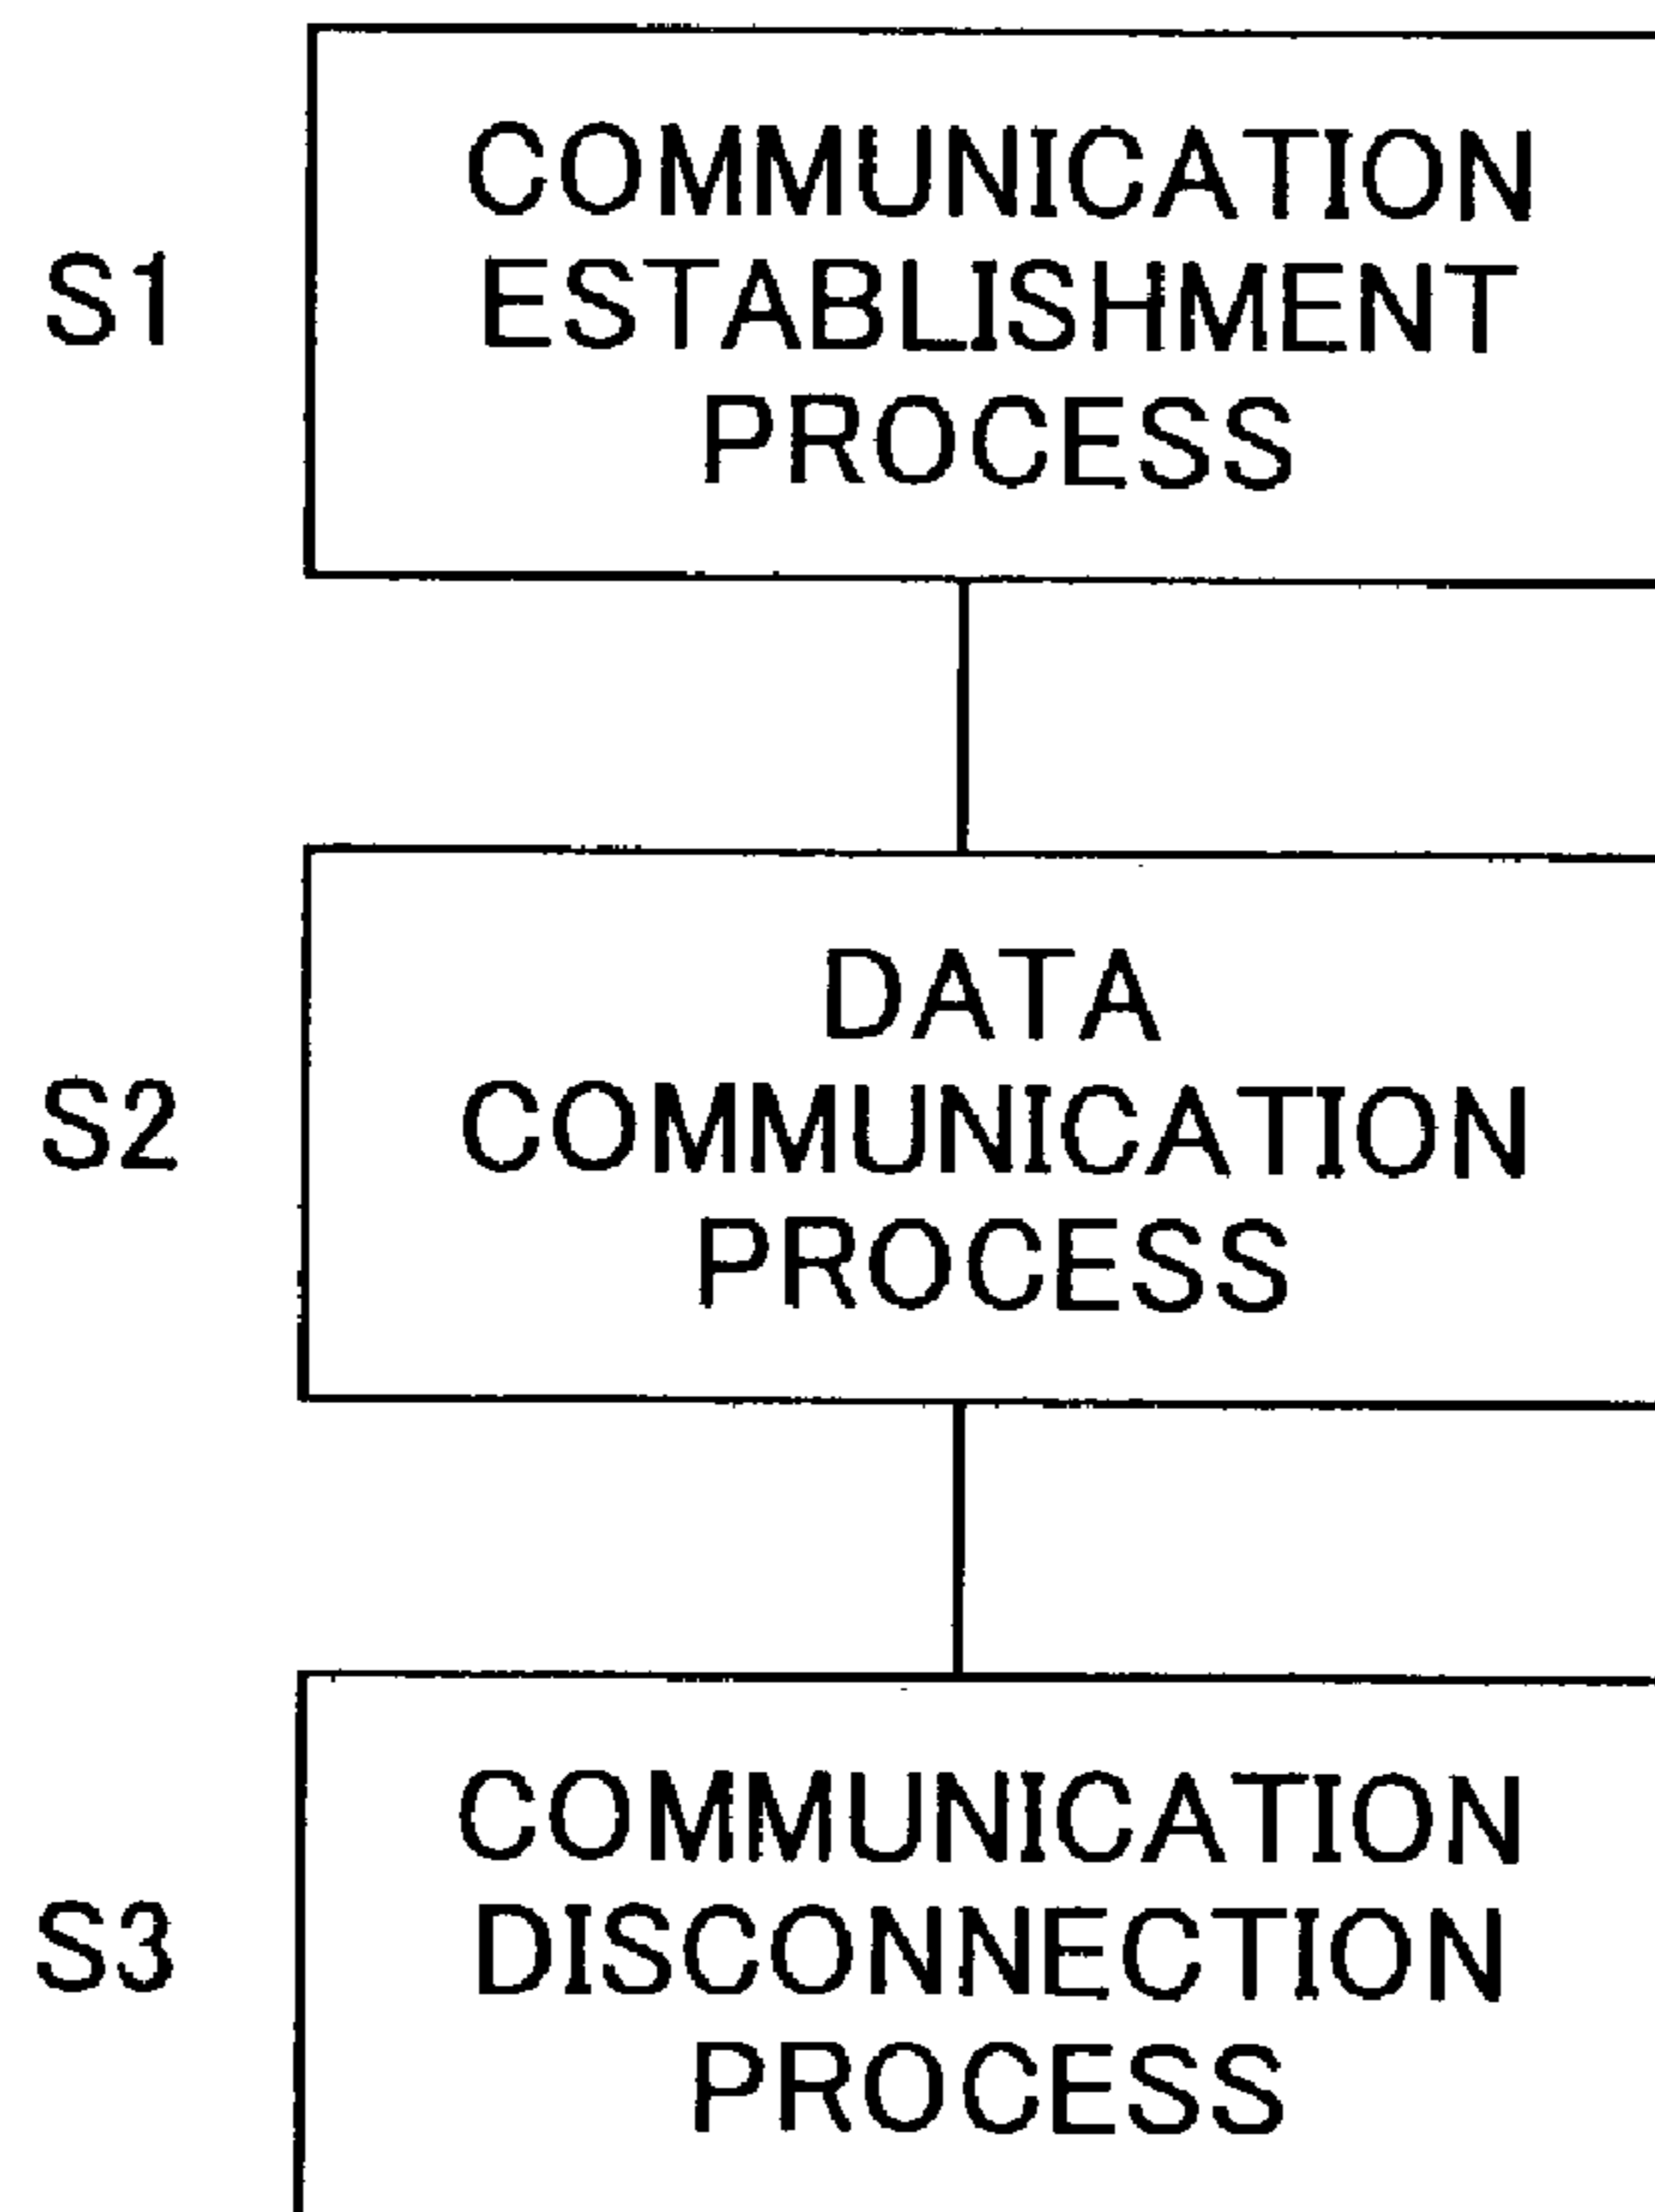 COMMUNICATION
S1 ESTABLISHMENT
PROCESS
DATA
S2 COMMUNICATION
PROCESS
COMMUNICATION
S3 DISCONNECTION
PROCESS